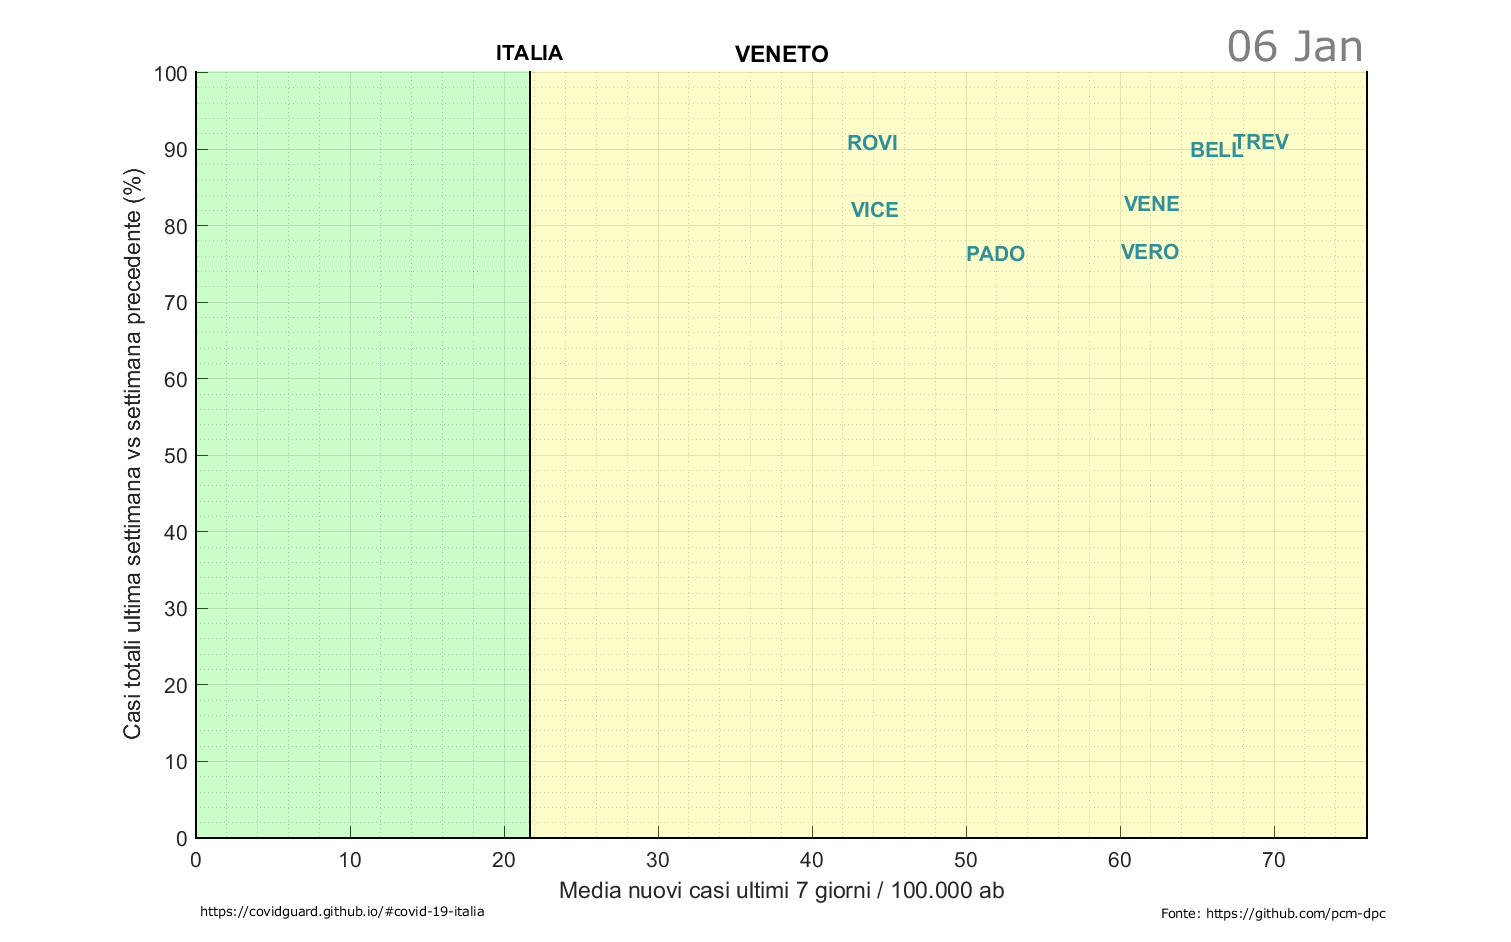 06 Jan
ITALIA
VENETO
100
90
80
70
60
50
40
30
20
10
0
Casi totali ultima settimana vs settimana precedente (%)
ROVI
TREV
BELL
VICE
VENE
PADO
VERO
0 10 20 30 40 50 60 70
Media nuovi casi ultimi 7 giorni / 100.000 ab
https://covidguard.github.io/#covid-19-italia
Fonte: https://github.com/pcm-dpc